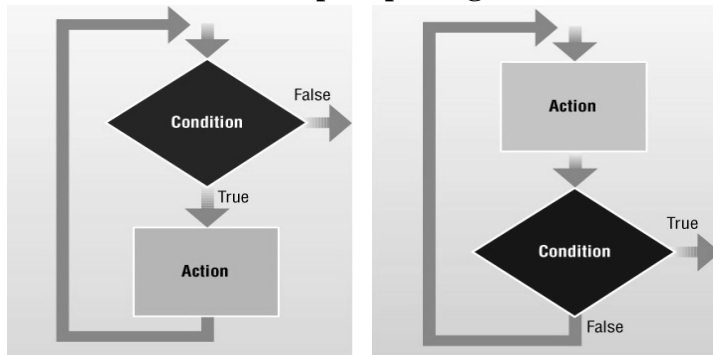 Condition
False
True
Action
Action
Condition
True
False